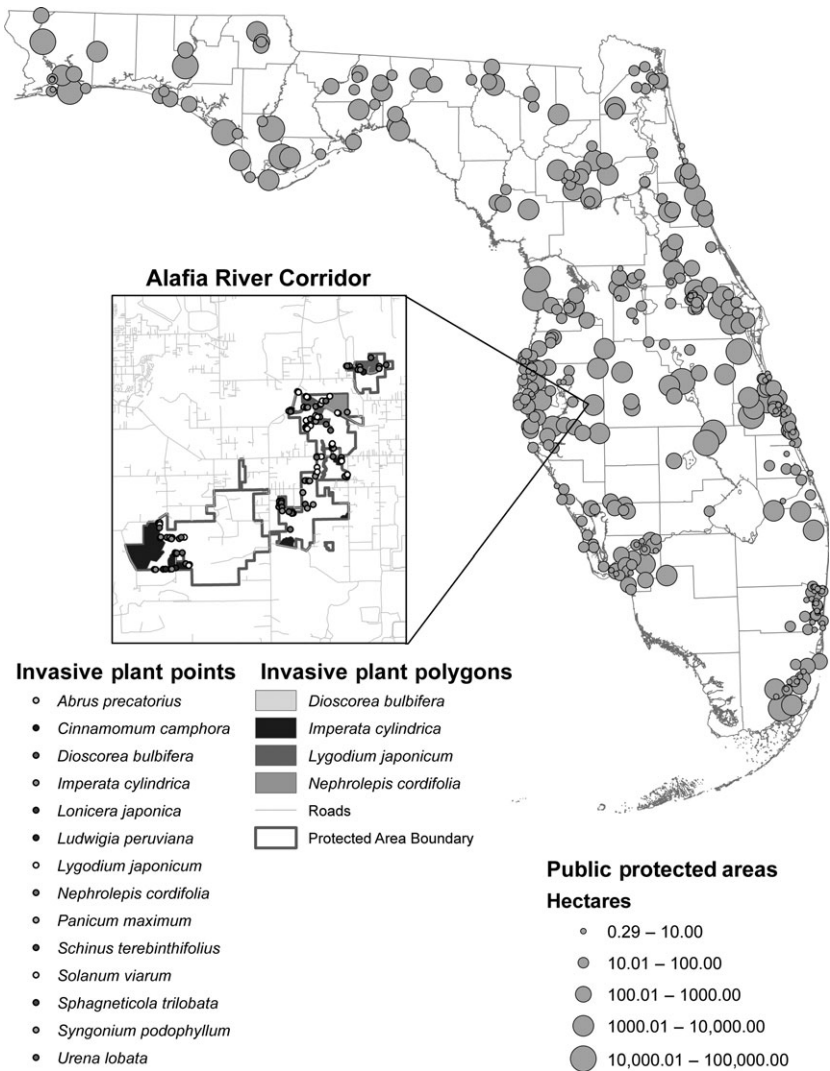 Alafia River Corridor
Invasive plant points
Abrus precatorius
Cinnamomum camphora
Dioscorea bulbifera
Imperata cylindrica
Lonicera japonica
Ludwigia peruviana
Lygodium japonicum
Nephrolepis cordifolia
Panicum maximum
Schinus terebinthifolius
Solanum viarum
Sphagneticola trilobata
Syngonium podophyllum
Urena lobata
Invasive plant polygons
Dioscorea bulbifera
Imperata cylindrica
Lygodium japonicum
Nephrolepis cordifolia
Roads
Protected Area Boundary
Public protected areas
Hectares
0.29 – 10.00
10.01 – 100.00
100.01 – 1000.00
1000.01 – 10,000.00
10,000.01 – 100,000.00